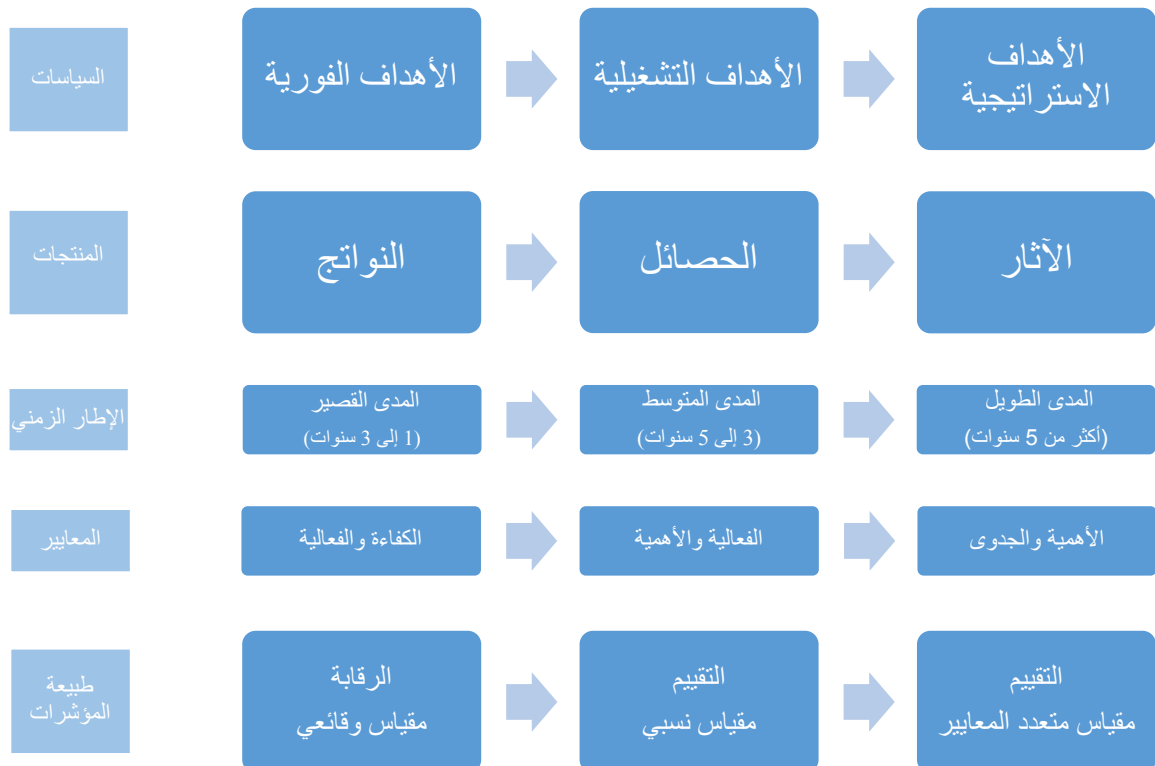 السياسات
الأهداف الفورية
الأهداف التشغيلية
الأهداف
الاستراتيجية
المنتجات
النواتج
الحصائل
الآثار
الإطار الزمني
المدى القصير
(1 إلى 3 سنوات)
المدى المتوسط
(3 إلى 5 سنوات)
المدى الطويل
(أكثر من 5 سنوات)
المعايير
الكفاءة والفعالية
الفعالية والأهمية
الأهمية والجدوى
طبيعة
المؤشرات
الرقابة
مقياس وقائعي
التقييم
مقياس نسبي
التقييم
مقياس متعدد المعايير